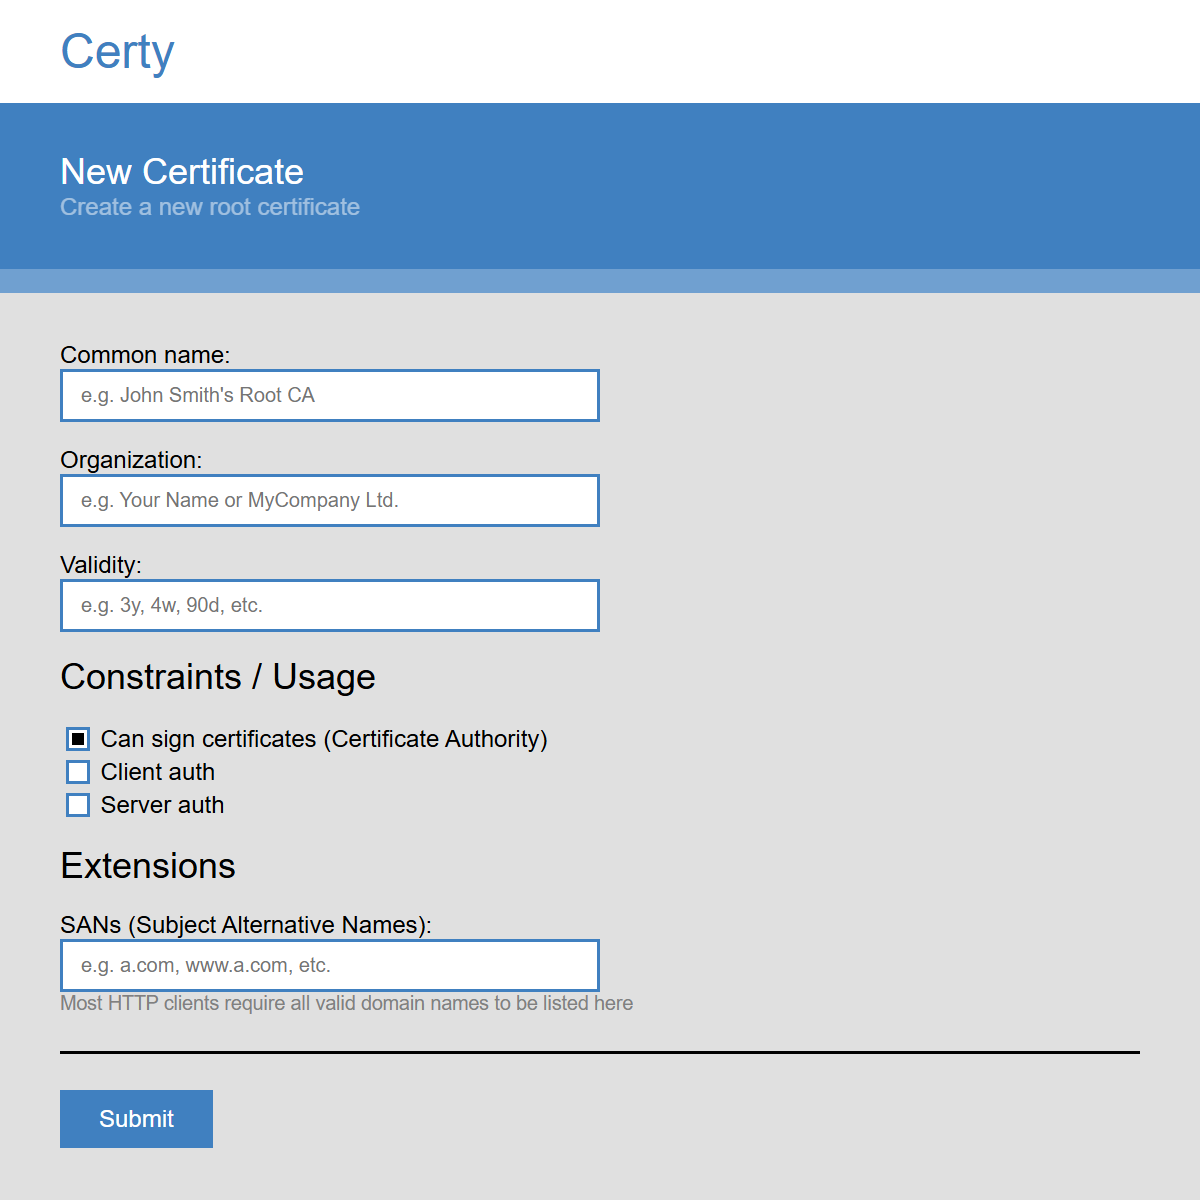 Certy
New Certificate
Create a new root certificate
Common name:
e.g. John Smith's Root CA
Organization:
e.g. Your Name or MyCompany Ltd.
Validity:
e.g. 3y, 4w, 90d, etc.
Constraints / Usage
Can sign certificates (Certificate Authority)
Client auth
Server auth
Extensions
SANs (Subject Alternative Names):
e.g. a.com, www.a.com, etc.
Most HTTP clients require all valid domain names to be listed here
Submit